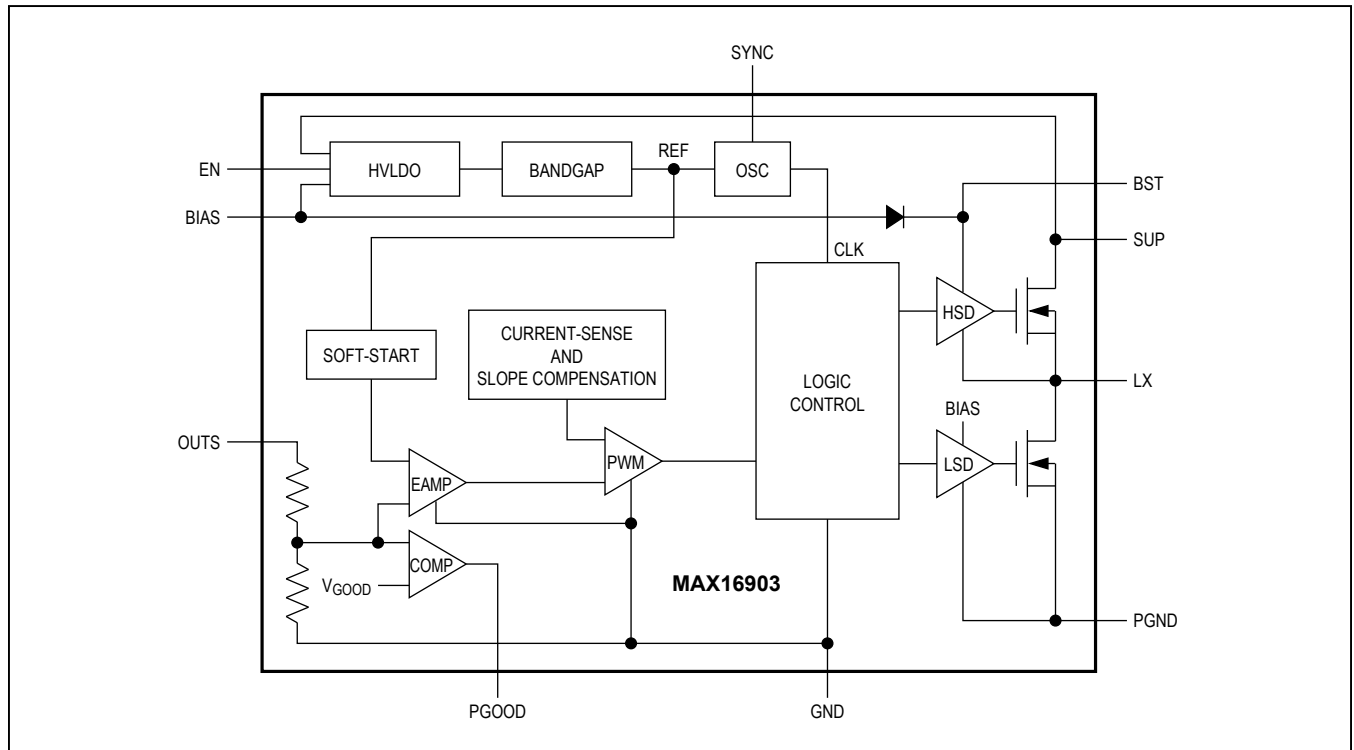 SYNC
EN
HVLDO
BANDGAP
REF
OSC
BST
BIAS
SUP
CLK
HSD
SOFT-START
CURRENT-SENSE
AND
SLOPE COMPENSATION
LOGIC
CONTROL
LX
BIAS
OUTS
EAMP
PWM
LSD
COMP
VGOOD
MAX16903
PGND
PGOOD
GND